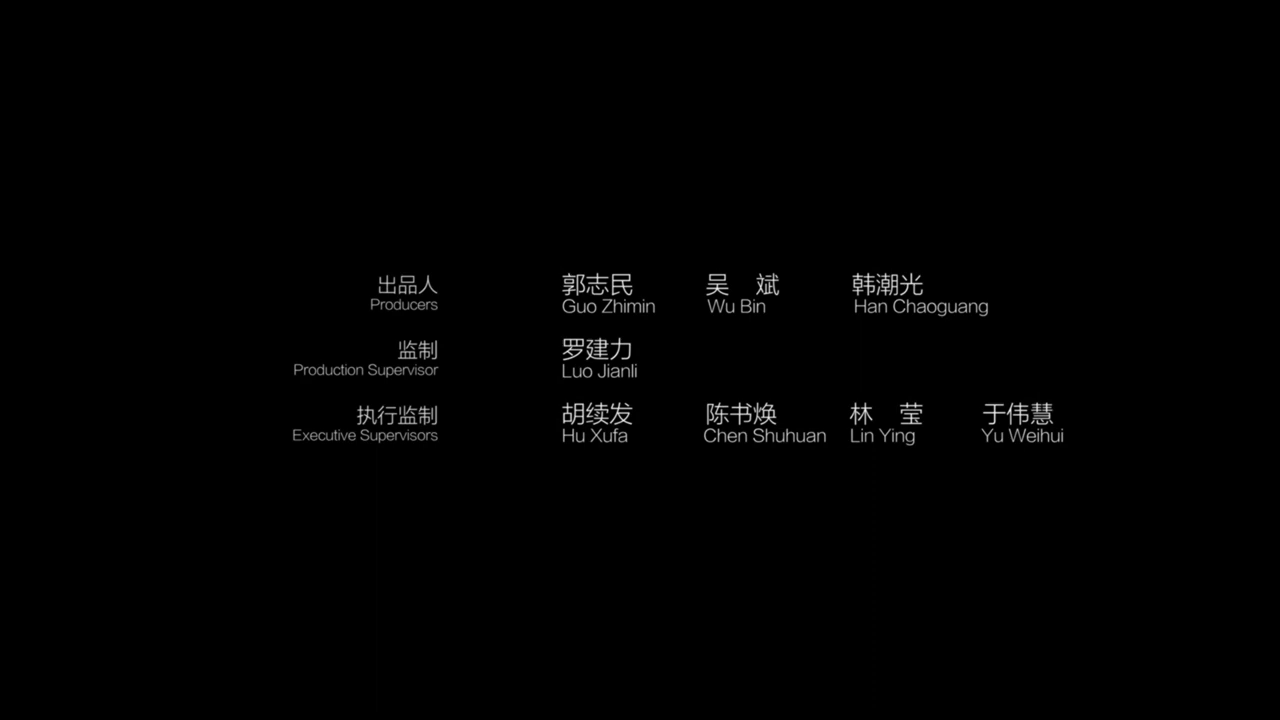 出品人 郭志民 吴 斌 韩潮光
Producers Guo Zhimin Wu Bin Han Chaoguang
监制 罗建力
Production Supervisor Luo Jianli
执行监制 胡续发 陈书焕 林 莹 于伟慧
Executive Supervisors Hu Xufa Chen Shuhuan Lin Ying Yu Weihui